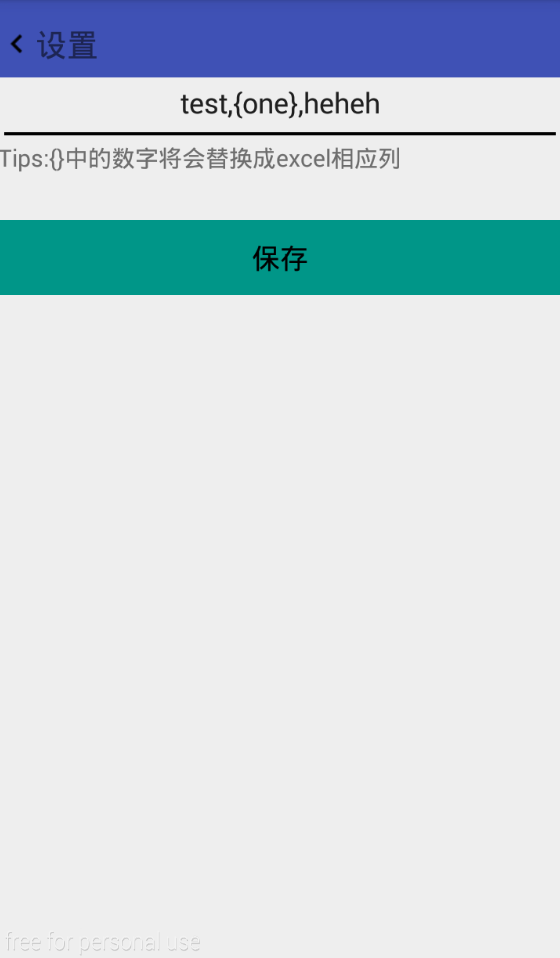 设置
test,{one},heheh
Tips:{}中的数字将会替换成excel相应列
保存
free for personal use